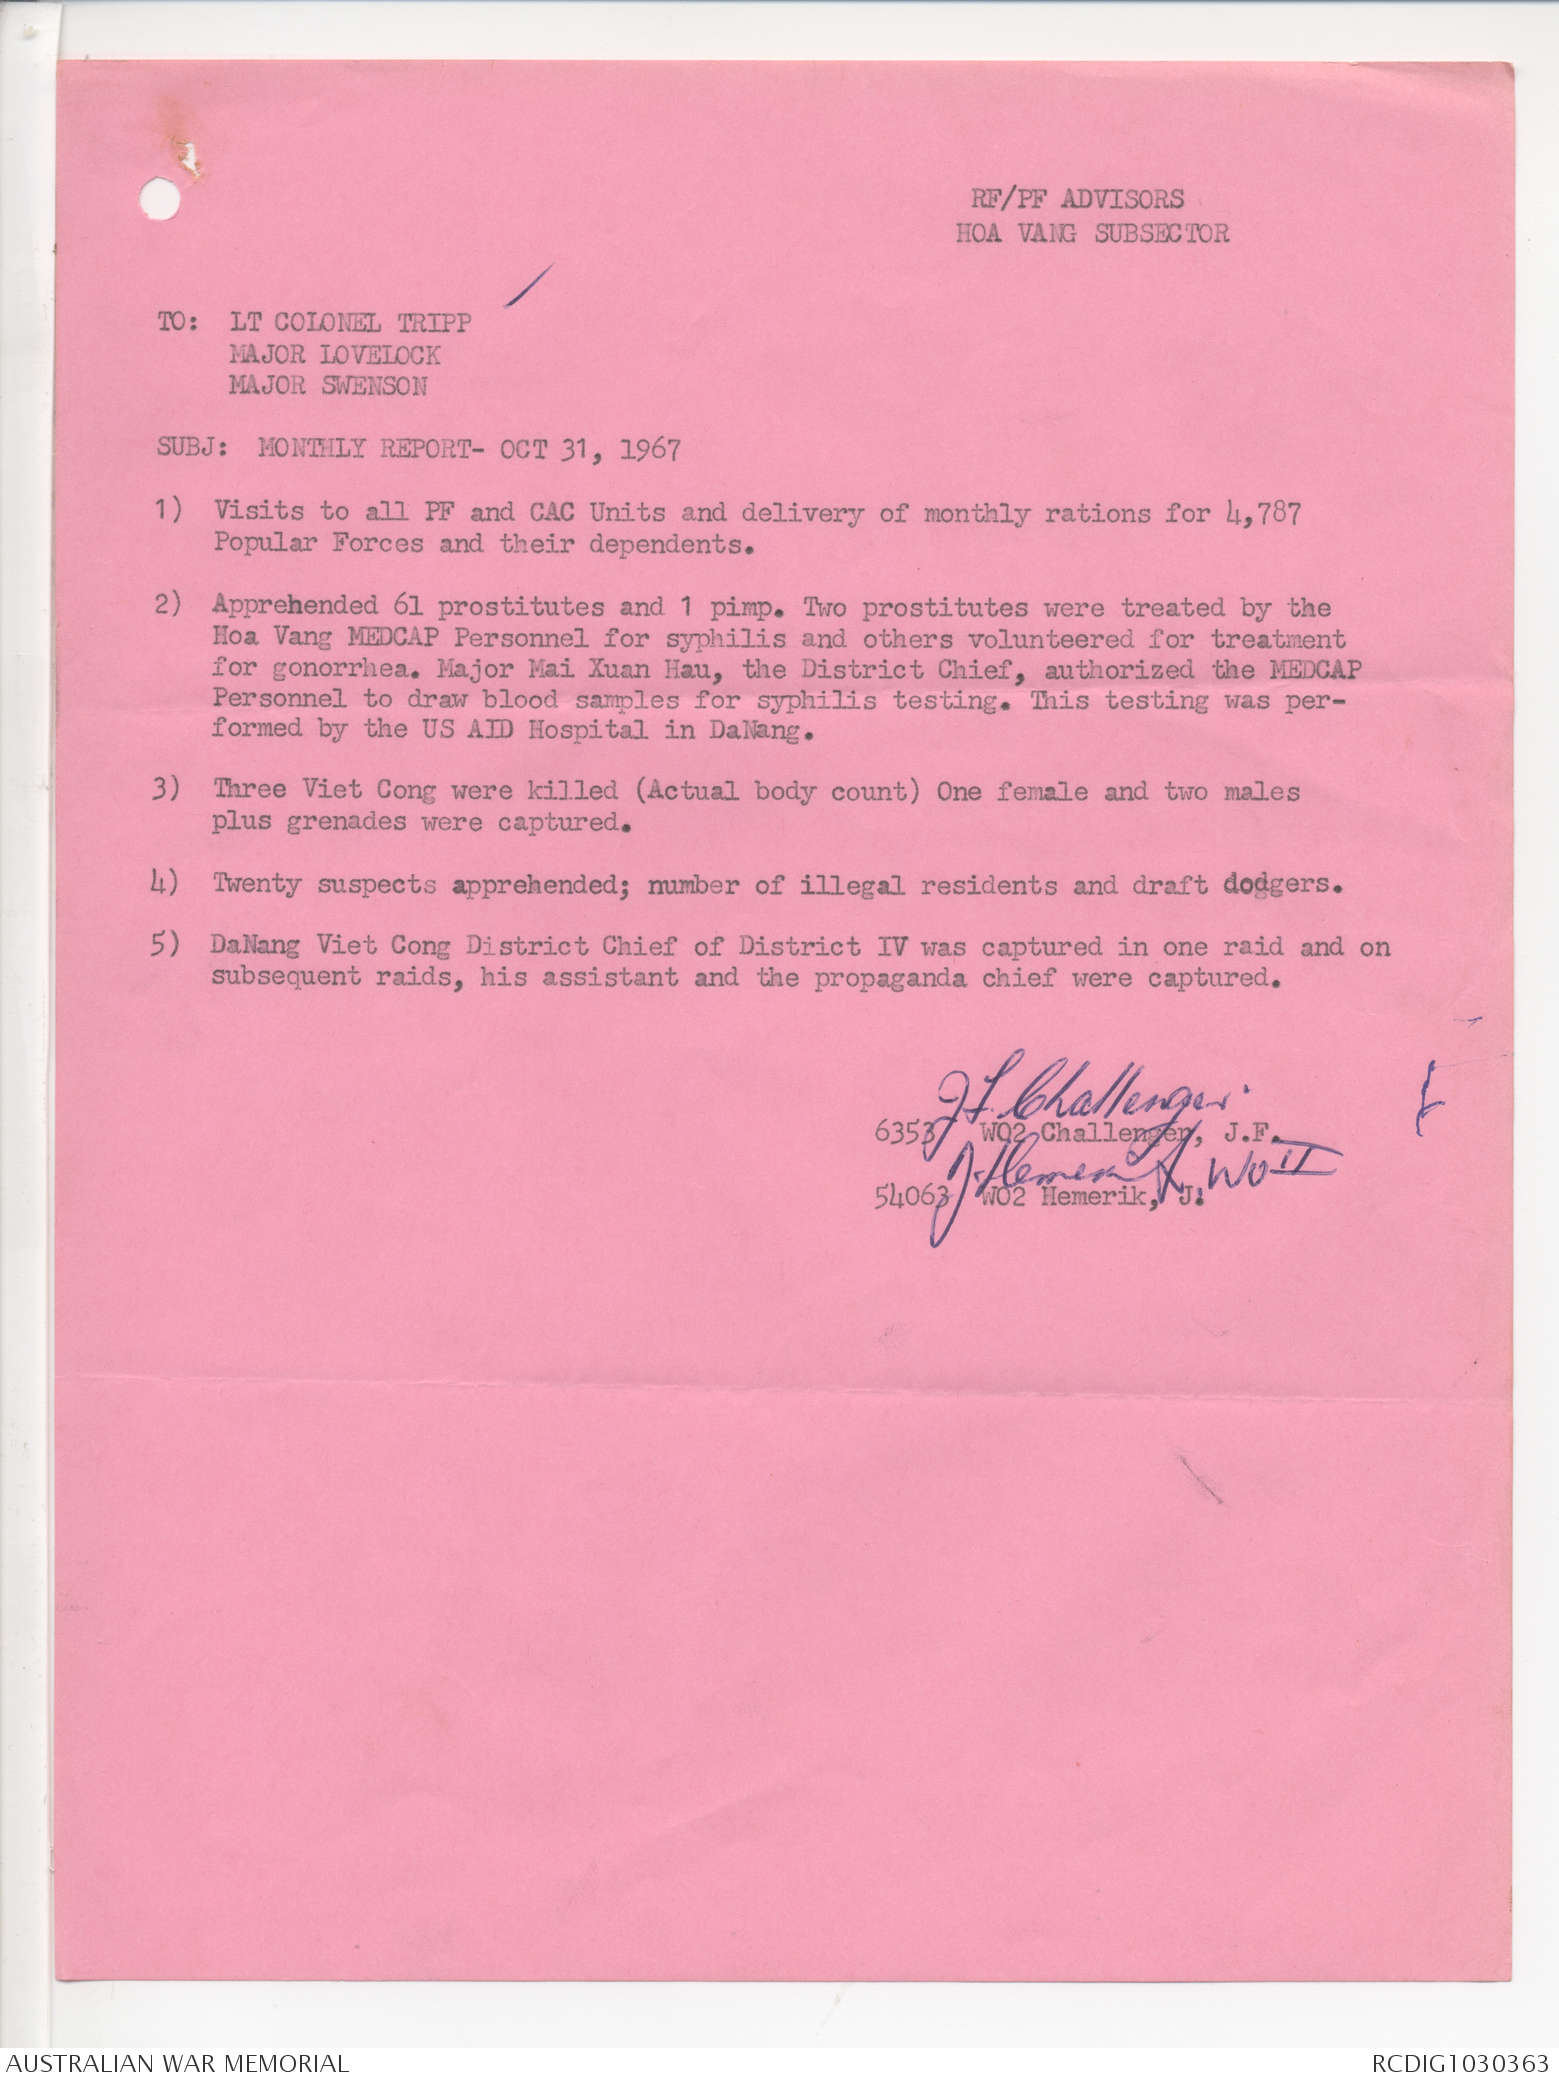 RF/PF ADVISORS
HOA VANG SUBSECTOR
TO: LT COLONEL TRIPP
MAJOR LOVELOCK
MAJOR SWENSON
SUBJ: MONTHLY REPORT- OCT 31, 1967
1) Visits to all PF and CAC Units and delivery of monthly rations for 4,787
Popular Forces and their dependents.
2) Apprehended 61 prostitutes and 1 pimp. Two prostitutes were treated by the
Hoa Vang MEDCAP Personnel for syphilis and others volunteered for treatment
for gonorrhea. Major Mai Xuan Hau, the District Chief, authorized the MEDCAP
Personnel to draw blood samples for syphilis testing. This testing was per-
formed by the US AID Hospital in DaNang.
3) Three Viet Cong were killed (Actual body count) One female and two males
plus grenades were captured.
4) Twenty suspects apprehended; number of illegal residents and draft dodgers.
5) DaNang Viet Cong District Chief of District IV was captured in one raid and on
subsequent raids, his assistant and the propaganda chief were captured.
J F. Challenger.
6353 WO2 Challenger, J.F.
J. Hemerik WO II
54063 WO2 Hemerik, J.
AUSTRALIAN WAR MEMORIAL
RCDIG1030363